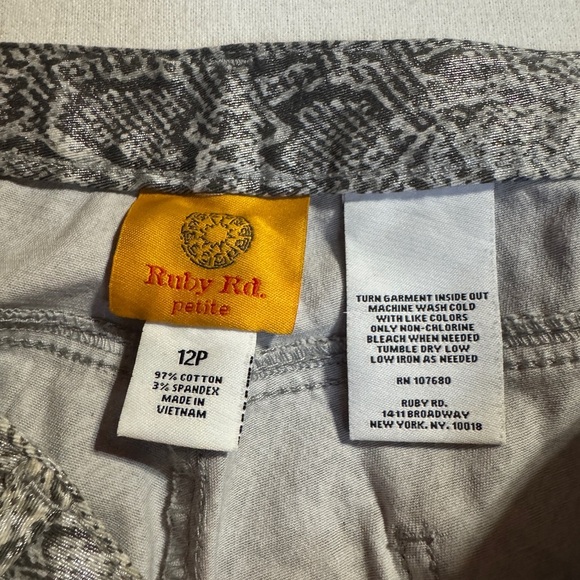 Ruby Rd.
petite
12P
97% COTTON
3% SPANDEX
MADE IN
VIETNAM
TURN GARMENT INSIDE OUT
MACHINE WASH COLD
WITH LIKE COLORS
ONLY NON-CHLORINE
BLEACH WHEN NEEDED
TUMBLE DRY LOW
LOW IRON AS NEEDED
RN 107680
RUBY RD.
1411 BROADWAY
NEW YORK. NY. 10018